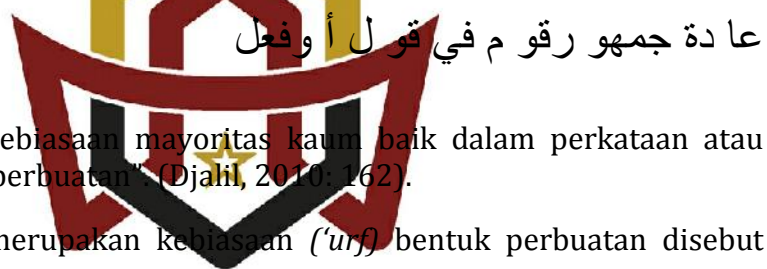 عا دة جمهو رقو م في قو ل أ وفعل
ebiasaan mayoritas kaum baik dalam perkataan atau
perbuatan”. (Djalil, 2010: 162).
merupakan kebiasaan (‘urf) bentuk perbuatan disebut